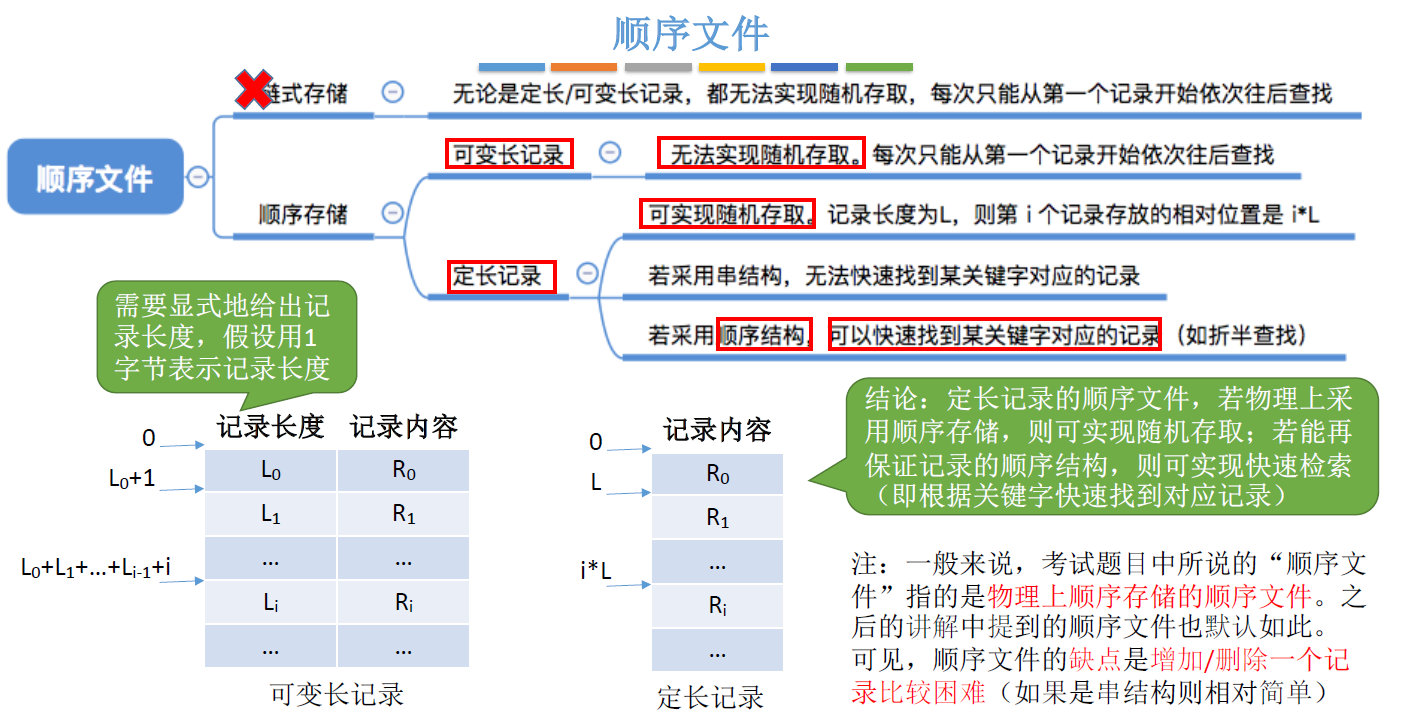 顺序文件
链式存储
无论是定长/可变长记录，都无法实现随机存取，每次只能从第一个记录开始依次往后查找
可变长记录
无法实现随机存取。每次只能从第一个记录开始依次往后查找
顺序文件
顺序存储
可实现随机存取。记录长度为L，则第 i 个记录存放的相对位置是 i*L
定长记录
若采用串结构，无法快速找到某关键字对应的记录
若采用顺序结构，可以快速找到某关键字对应的记录（如折半查找）
需要显式地给出记
录长度，假设用1
字节表示记录长度
记录长度 记录内容
0
L₀ R₀
L₀+1
L₁ R₁
... ...
L₀+L₁+...+Lᵢ₋₁+i
Lᵢ Rᵢ
... ...
可变长记录
记录内容
0
R₀
L
R₁
...
i*L
Rᵢ
...
定长记录
结论：定长记录的顺序文件，若物理上采
用顺序存储，则可实现随机存取；若能再
保证记录的顺序结构，则可实现快速检索
（即根据关键字快速找到对应记录）
注：一般来说，考试题目中所说的“顺序文
件”指的是物理上顺序存储的顺序文件。之
后的讲解中提到的顺序文件也默认如此。
可见，顺序文件的缺点是增加/删除一个记
录比较困难（如果是串结构则相对简单）